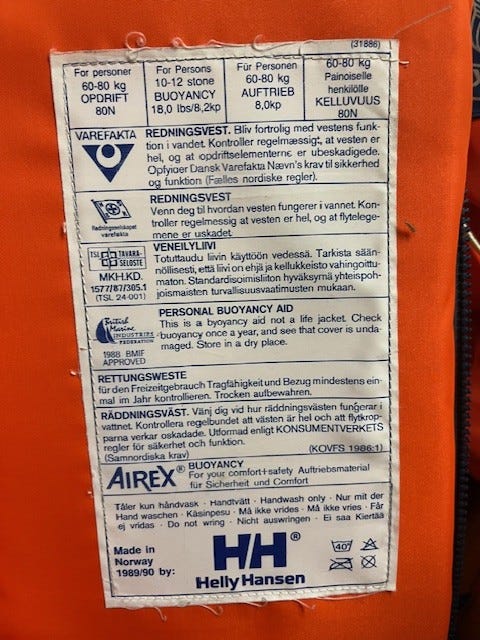 (31886)
For personer
60-80 kg
OPDRIFT
80N
For Persons
10-12 stone
BUOYANCY
18,0 lbs/8,2kp
Für Personen
60-80 kg
AUFTRIEB
8,0kp
60-80 kg
Painoiselle
henkilölle
KELLUVUUS
80N
VAREFAKTA
REDNINGSVEST. Bliv fortrolig med vestens funk-
tion i vandet. Kontroller regelmæssigt, at vesten er
hel, og at opdriftselementerne er ubeskadigede.
Opfylder Dansk Varefakta Nævn's krav til sikkerhed
og funktion (Fælles nordiske regler).
Redningsselskapet
varefakta
REDNINGSVEST
Venn deg til hvordan vesten fungerer i vannet. Kon-
troller regelmessig at vesten er hel, og at flytelege-
mene er uskadet.
TSL TAVARA-
SELOSTE
MKH.KD.
1577/87/305.1
(TSL 24-001)
VENEILYLIIVI
Totuttaudu liivin käyttöön vedessä. Tarkista sään-
nöllisesti, että liivi on ehjä ja kellukkeisto vahingoittu-
maton. Standardisoimisliiton hyväksymä yhteispoh-
joismaisten turvallisuusvaatimusten mukaan.
British
Marine
INDUSTRIES
FEDERATION
1988 BMIF
APPROVED
PERSONAL BUOYANCY AID
This is a byoyancy aid not a life jacket. Check
buoyancy once a year, and see that cover is unda-
maged. Store in a dry place.
RETTUNGSWESTE
für den Freizeitgebrauch Tragfähigkeit und Bezug mindestens ein-
mal im Jahr kontrollieren. Trocken autbewahren.
RÄDDNINGSVÄST. Vänj dig vid hur räddningsvästen fungerar i
vattnet. Kontrollera regelbundet att västen är hel och att flytkrop-
parna verkar oskadade. Utformad enligt KONSUMENTVERKETS
regler för säkerhet och funktion.
(Samnordiska krav)
(KOVFS 1986:1)
AIREX®
BUOYANCY
For your comfort+safety Auftriebsmaterial
für Sicherheit und Comfort
Tåler kun håndvask · Handtvätt · Handwash only · Nur mit der
Hand waschen · Käsinpesu · Må ikke vrides · Må ikke vries · Får
ej vridas · Do not wring · Nicht auswringen · Ei saa Kiertää
Made in
Norway
1989/90 by:
HH®
Helly Hansen
40°